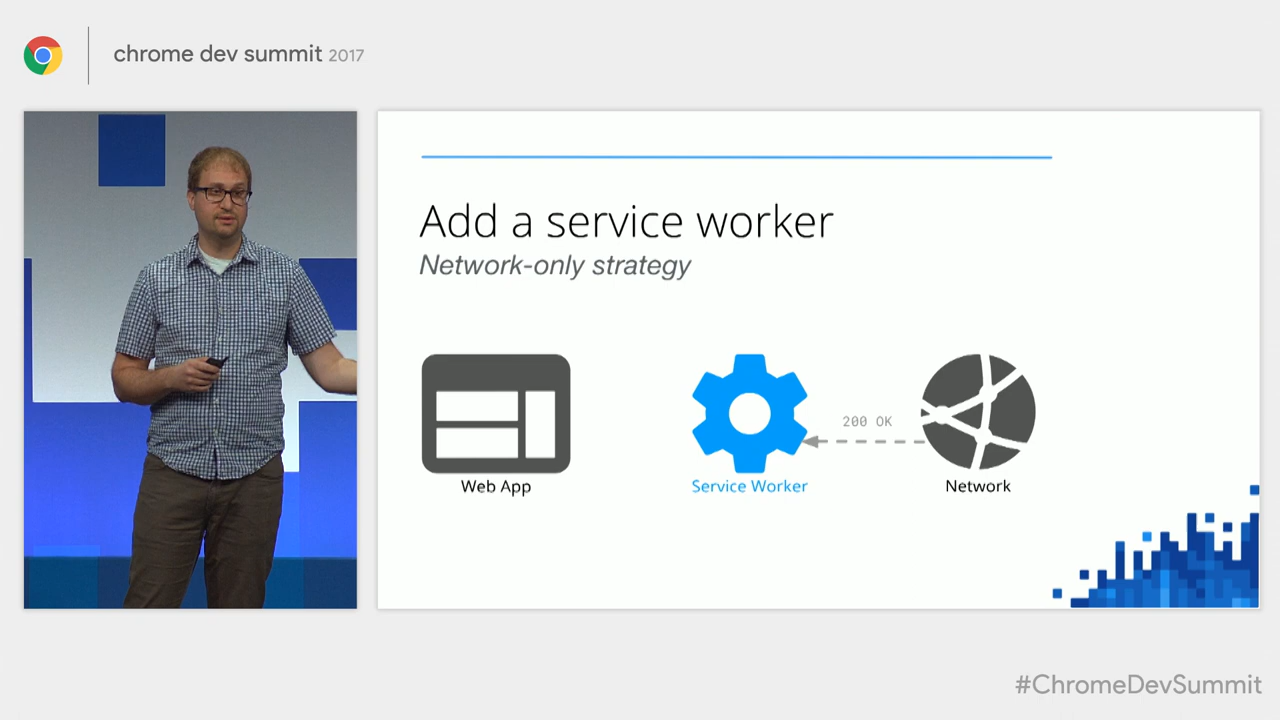 chrome dev summit 2017
Add a service worker
Network-only strategy
200 OK
Web App
Service Worker
Network
#ChromeDevSummit